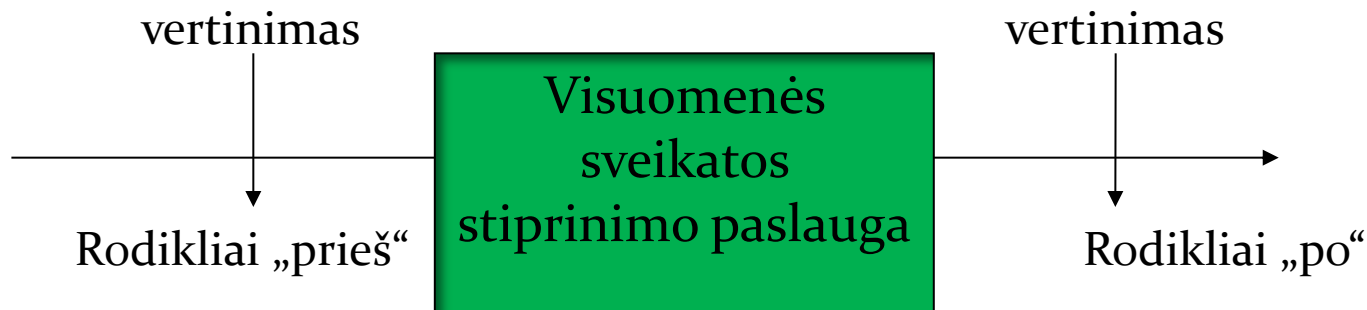 vertinimas
vertinimas
Visuomenės
sveikatos
stiprinimo paslauga
Rodikliai „prieš“
Rodikliai „po“